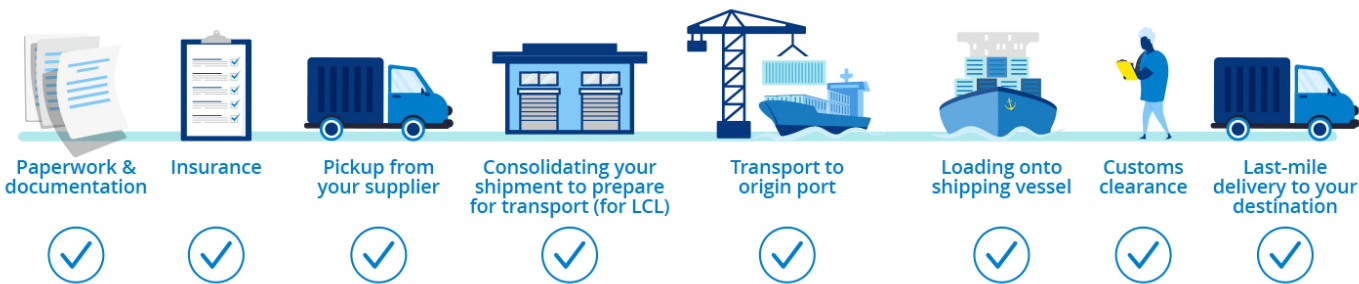 Paperwork &
documentation
Insurance
Pickup from
your supplier
Consolidating your
shipment to prepare
for transport (for LCL)
Transport to
origin port
Loading onto
shipping vessel
Customs
clearance
Last-mile
delivery to your
destination